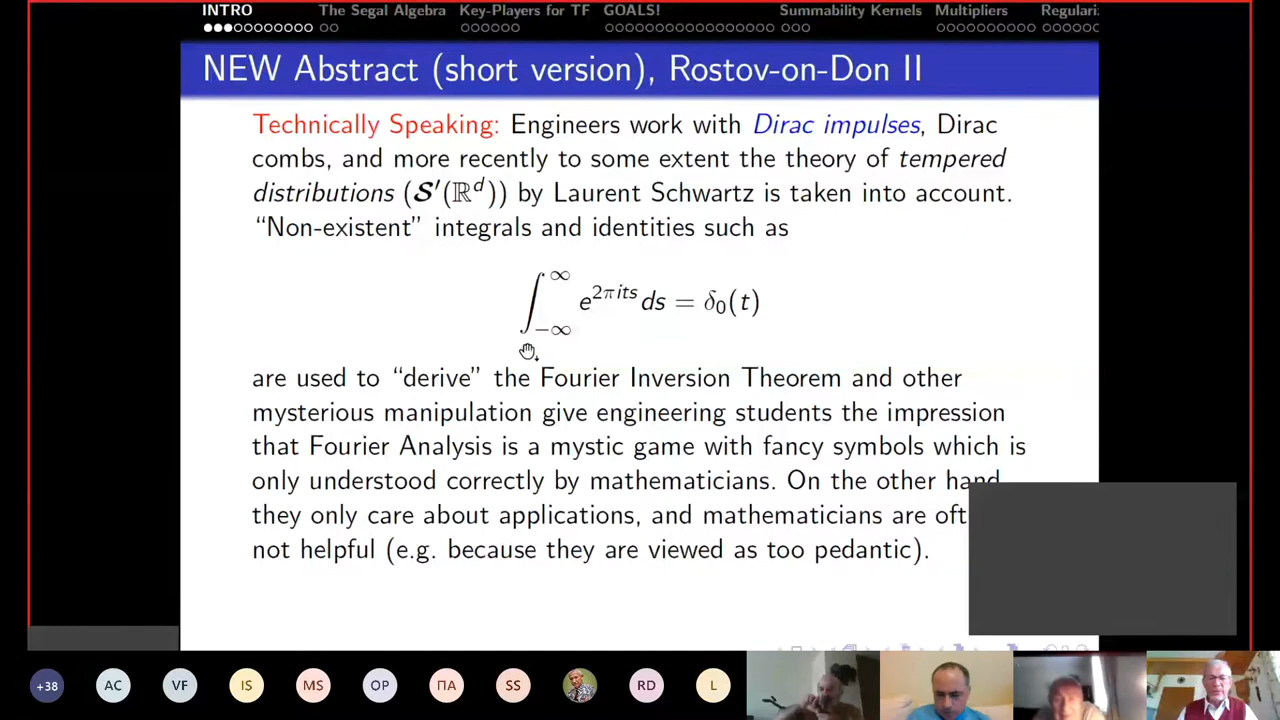 INTRO The Segal Algebra Key-Players for TF GOALS! Summability Kernels Multipliers Regulari
NEW Abstract (short version), Rostov-on-Don II
Technically Speaking: Engineers work with Dirac impulses, Dirac
combs, and more recently to some extent the theory of tempered
distributions (𝓢′(ℝᵈ)) by Laurent Schwartz is taken into account.
“Non-existent” integrals and identities such as
∫_{-∞}^{∞} e^{2πits} ds = δ₀(t)
are used to “derive” the Fourier Inversion Theorem and other
mysterious manipulation give engineering students the impression
that Fourier Analysis is a mystic game with fancy symbols which is
only understood correctly by mathematicians. On the other hand
they only care about applications, and mathematicians are oft
not helpful (e.g. because they are viewed as too pedantic).
+38 AC VF IS MS OP ПА SS RD L